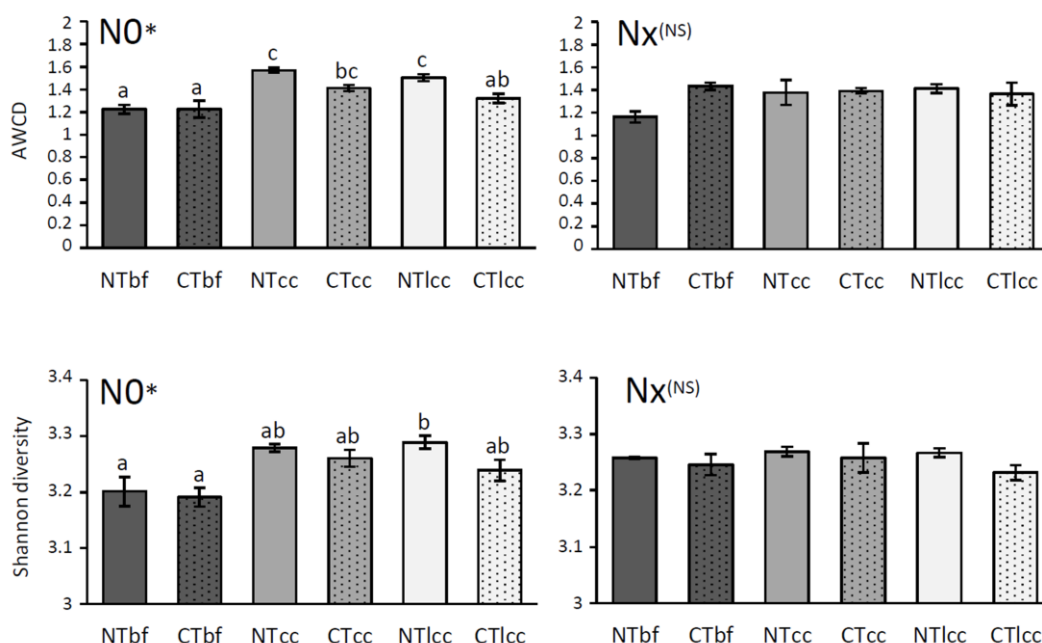 N0*
AWCD
2
1.8
1.6
1.4
1.2
1
0.8
0.6
0.4
0.2
0
a
a
c
bc
c
ab
NTbf CTbf NTcc CTcc NTlcc CTlcc
Nx(NS)
2
1.8
1.6
1.4
1.2
1
0.8
0.6
0.4
0.2
0
NTbf CTbf NTcc CTcc NTlcc CTlcc
N0*
Shannon diversity
3.4
3.3
3.2
3.1
3
a
a
ab
ab
b
ab
NTbf CTbf NTcc CTcc NTlcc CTlcc
Nx(NS)
3.4
3.3
3.2
3.1
3
NTbf CTbf NTcc CTcc NTlcc CTlcc